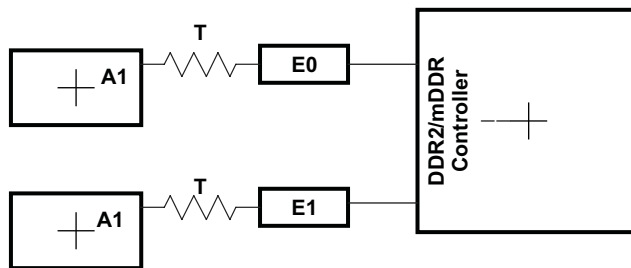 T
A1
E0
DDR2/mDDR
Controller
T
A1
E1